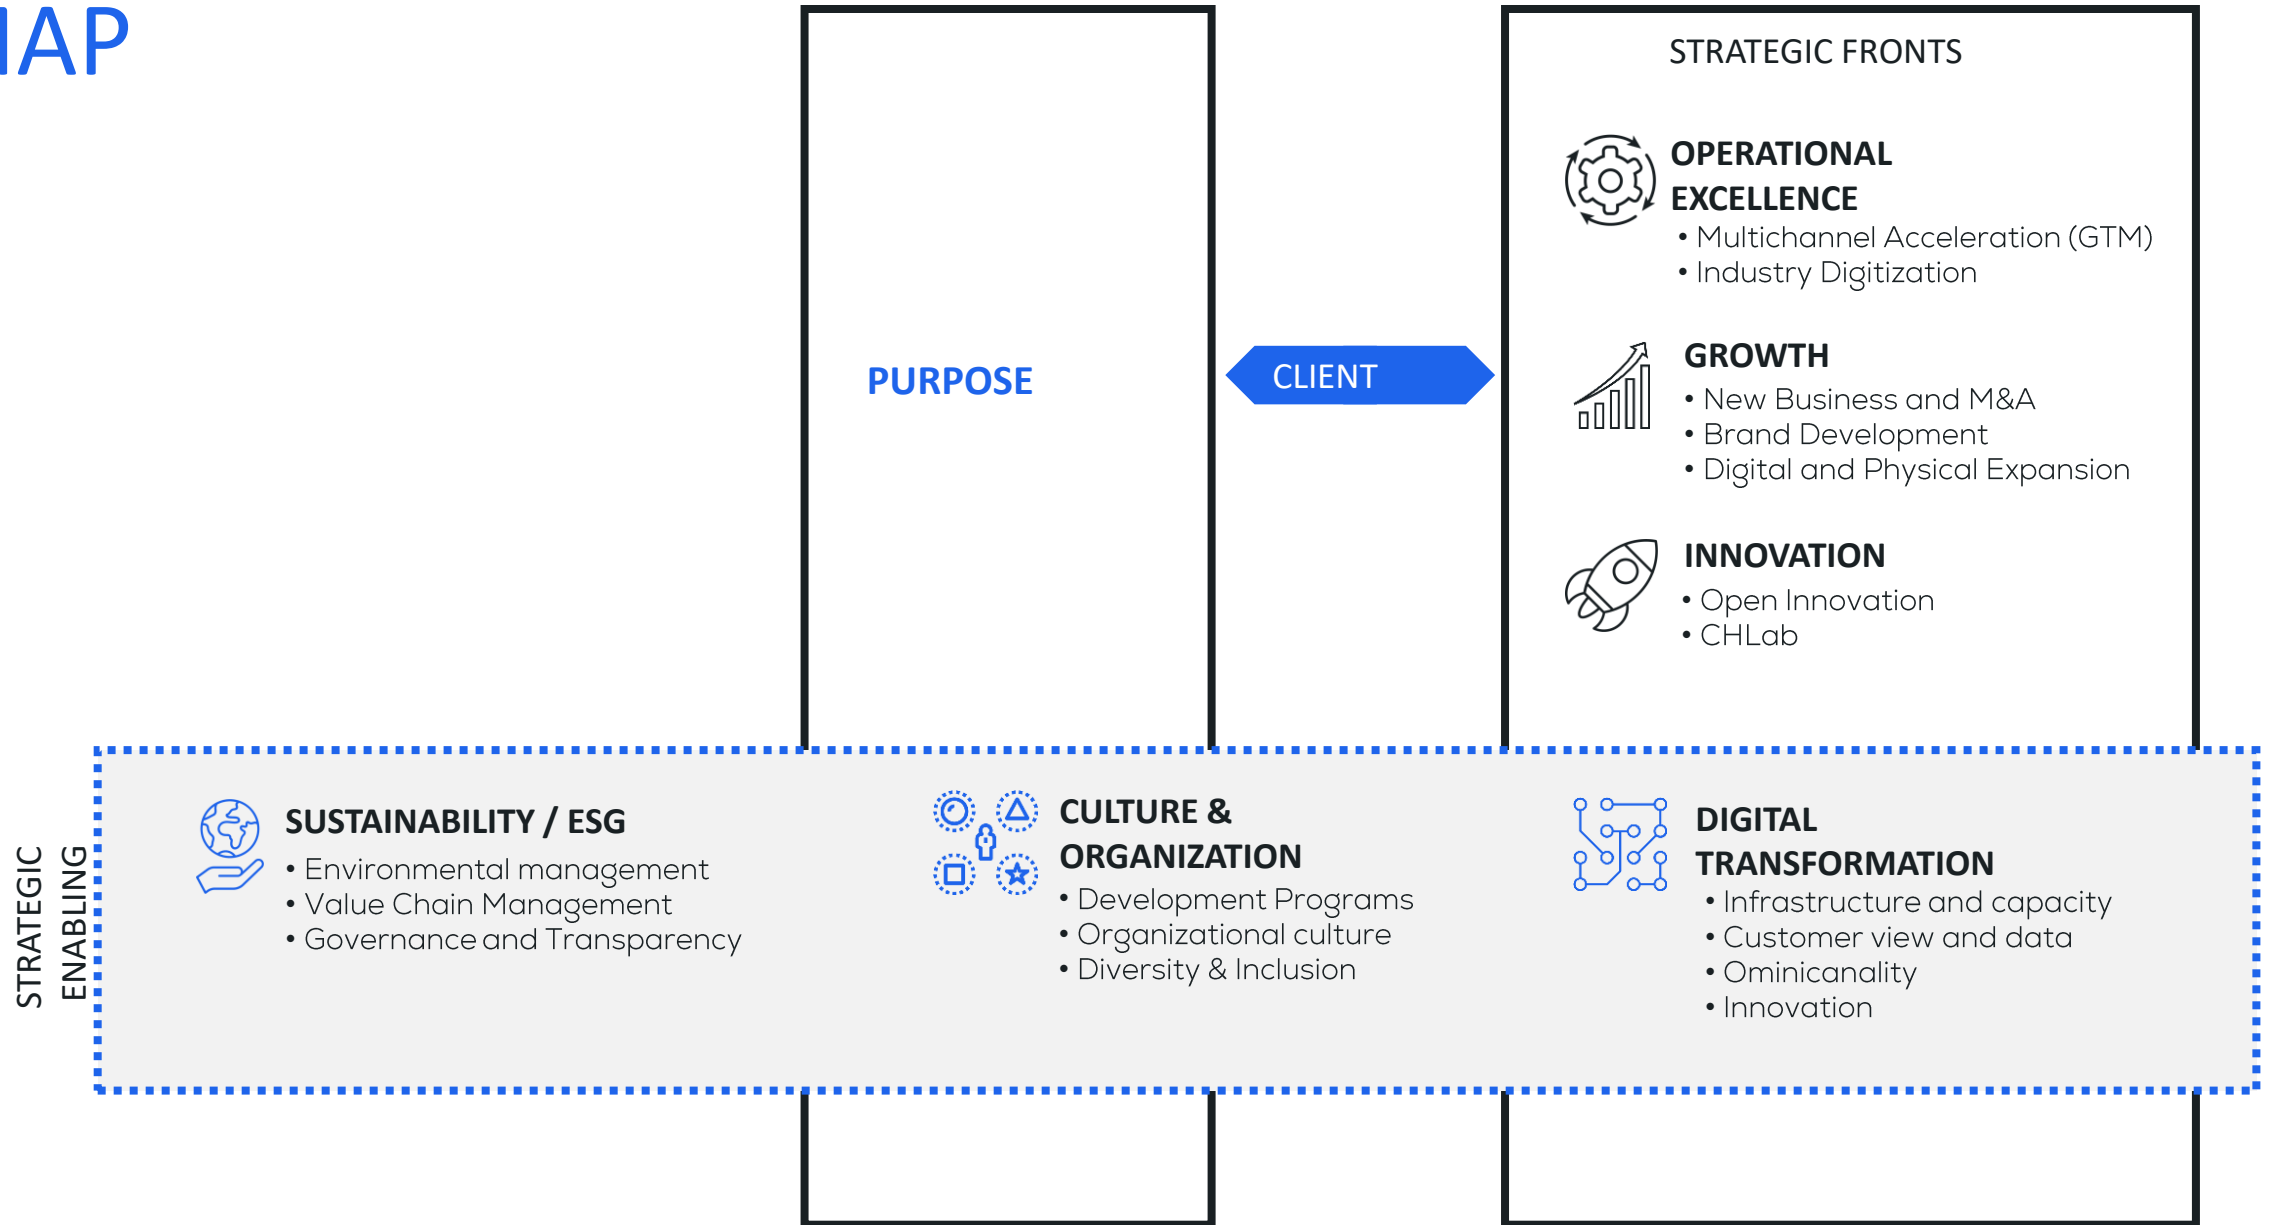 AP
STRATEGIC FRONTS
OPERATIONAL
EXCELLENCE
• Multichannel Acceleration (GTM)
• Industry Digitization
PURPOSE
CLIENT
GROWTH
• New Business and M&A
• Brand Development
• Digital and Physical Expansion
INNOVATION
• Open Innovation
• CHLab
STRATEGIC
ENABLING
SUSTAINABILITY / ESG
• Environmental management
• Value Chain Management
• Governance and Transparency
CULTURE &
ORGANIZATION
• Development Programs
• Organizational culture
• Diversity & Inclusion
DIGITAL
TRANSFORMATION
• Infrastructure and capacity
• Customer view and data
• Ominicanality
• Innovation